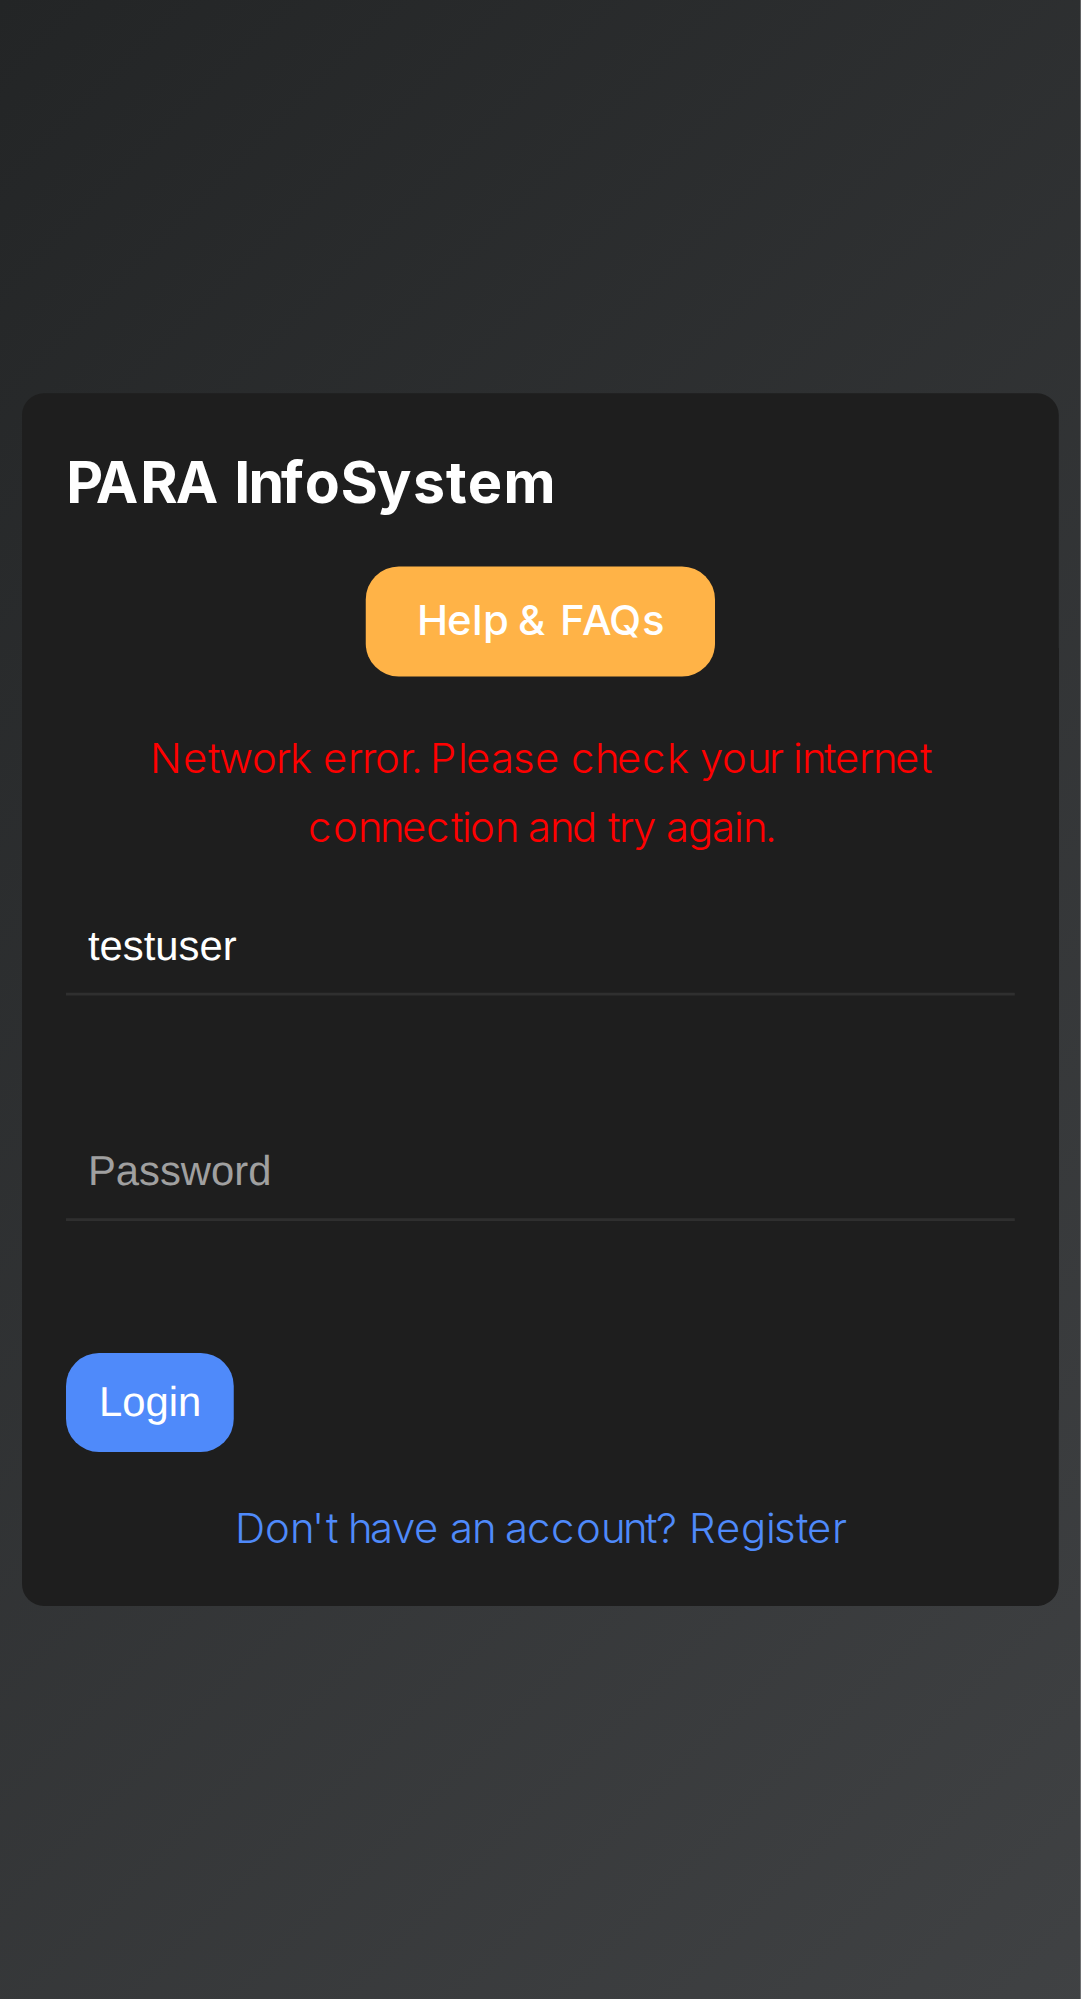 PARA InfoSystem
Help & FAQs
Network error. Please check your internet
connection and try again.
testuser
Password
Login
Don't have an account? Register